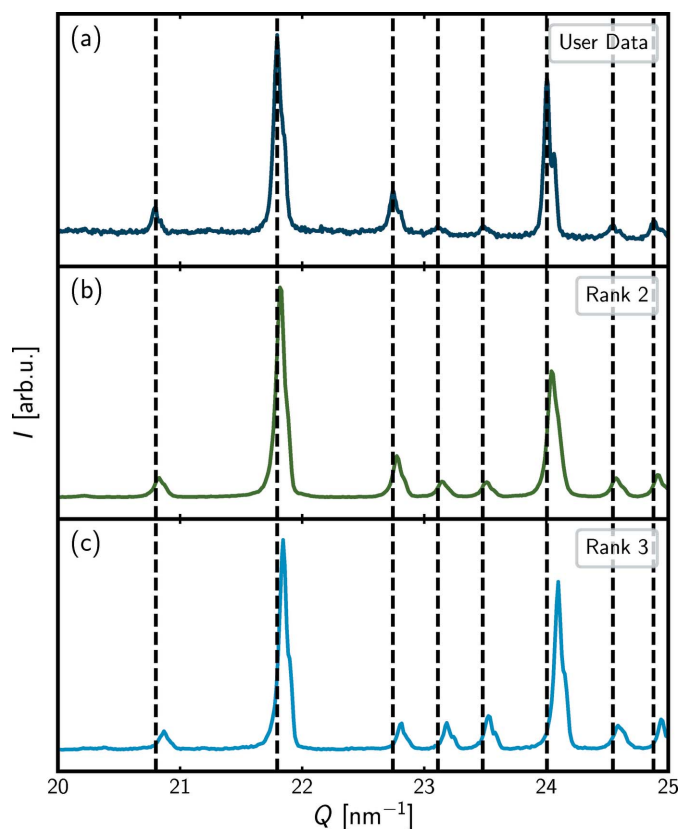 (a)
User Data
(b)
Rank 2
(c)
Rank 3
I [arb.u.]
20 21 22 23 24 25
Q [nm⁻¹]